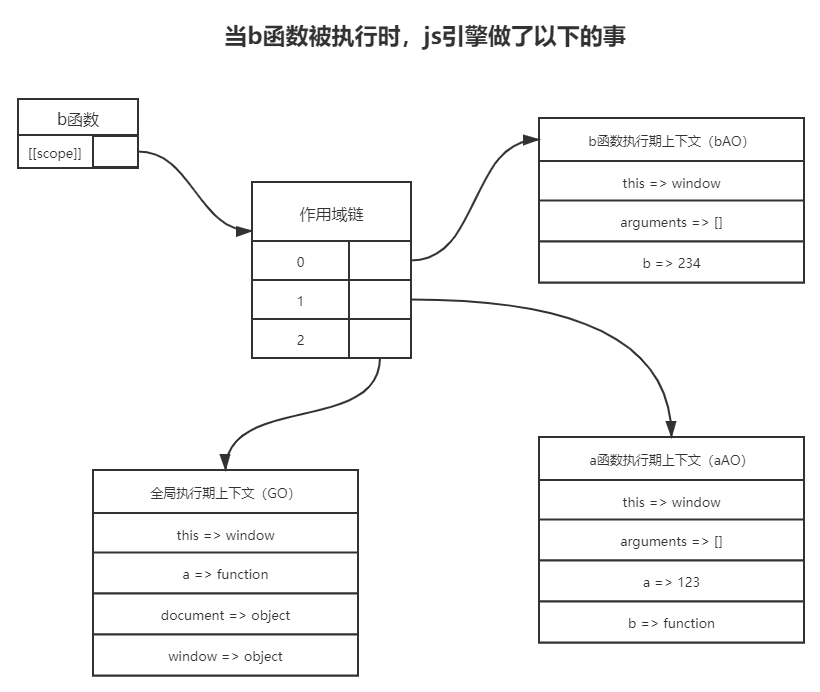 当b函数被执行时，js引擎做了以下的事
b函数
[[scope]]
作用域链
0
1
2
b函数执行期上下文（bAO）
this => window
arguments => []
b => 234
a函数执行期上下文（aAO）
this => window
arguments => []
a => 123
b => function
全局执行期上下文（GO）
this => window
a => function
document => object
window => object